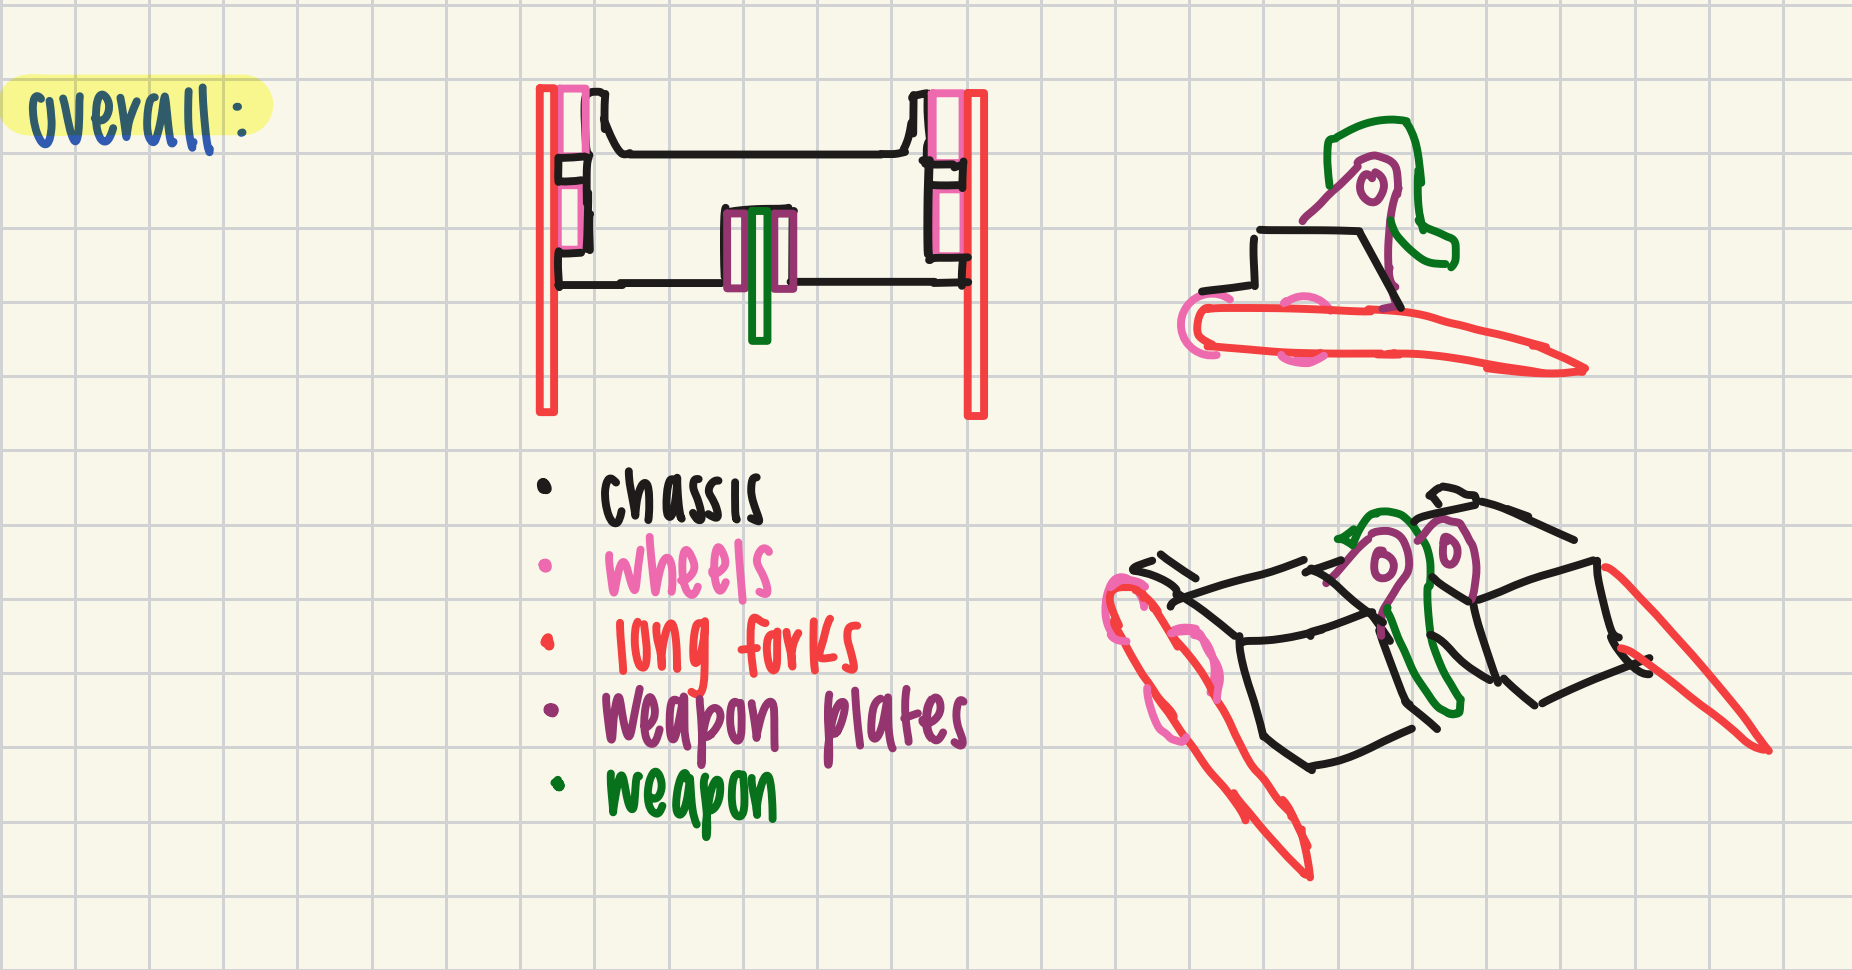 overall:
• chassis
• wheels
• long forks
• weapon plates
• weapon